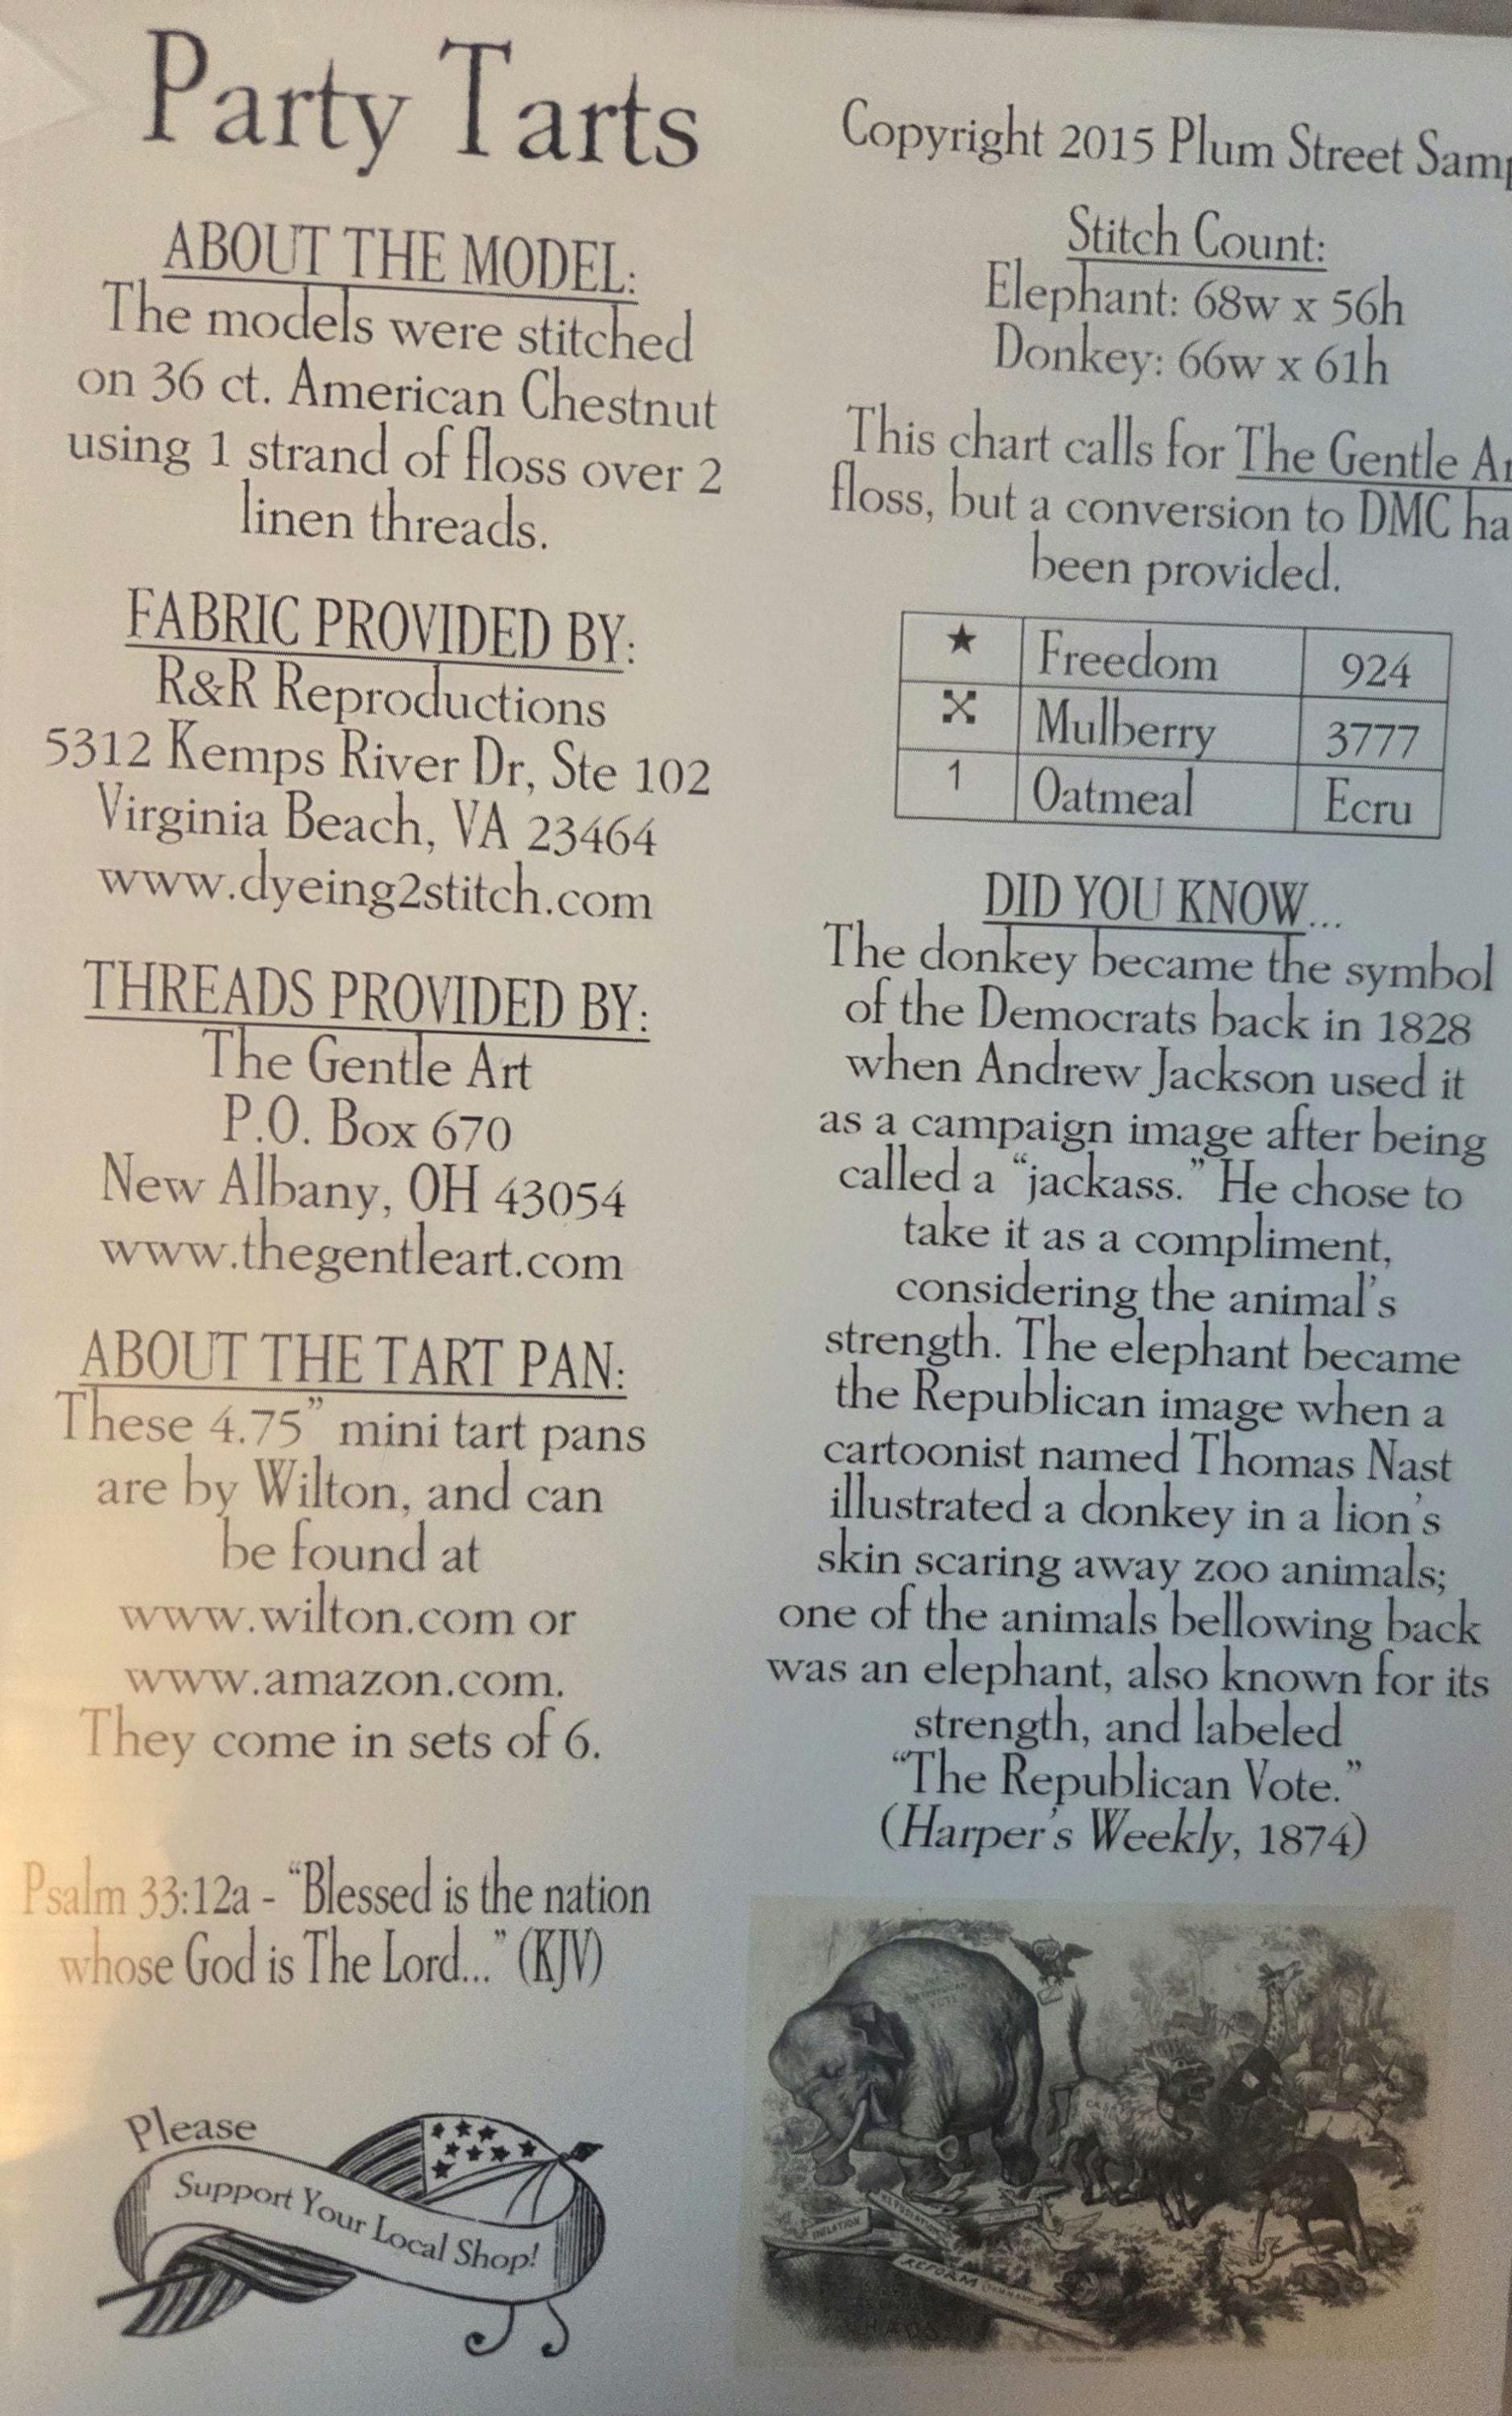 Party Tarts
ABOUT THE MODEL:
The models were stitched
on 36 ct. American Chestnut
using 1 strand of floss over 2
linen threads.
FABRIC PROVIDED BY:
R&R Reproductions
5312 Kemps River Dr, Ste 102
Virginia Beach, VA 23464
www.dyeing2stitch.com
THREADS PROVIDED BY:
The Gentle Art
P.O. Box 670
New Albany, OH 43054
www.thegentleart.com
ABOUT THE TART PAN:
These 4.75” mini tart pans
are by Wilton, and can
be found at
www.wilton.com or
www.amazon.com.
They come in sets of 6.
Psalm 33:12a - “Blessed is the nation
whose God is The Lord...” (KJV)
Please
Support Your Local Shop!
Copyright 2015 Plum Street
Stitch Count:
Elephant: 68w x 56h
Donkey: 66w x 61h
This chart calls for The Gentle
floss, but a conversion to DMC
been provided.
★ Freedom 924
Mulberry 3777
1 Oatmeal Ecru
DID YOU KNOW...
The donkey became the symbol
of the Democrats back in 1828
when Andrew Jackson used it
as a campaign image after being
called a “jackass.” He chose to
take it as a compliment,
considering the animal’s
strength. The elephant became
the Republican image when a
cartoonist named Thomas Nast
illustrated a donkey in a lion’s
skin scaring away zoo animals;
one of the animals bellowing back
was an elephant, also known for its
strength, and labeled
“The Republican Vote.”
(Harper’s Weekly, 1874)
INFLATION
REFORM